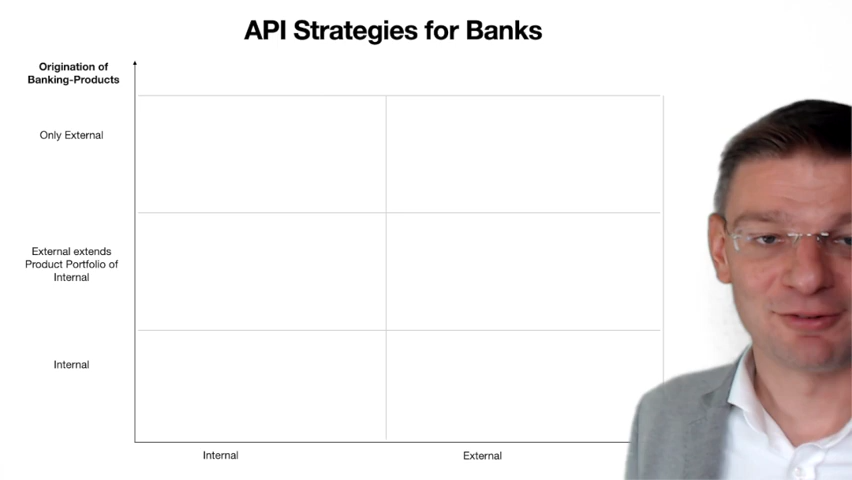 API Strategies for Banks
Origination of
Banking-Products
Only External
External extends
Product Portfolio of
Internal
Internal
Internal
External